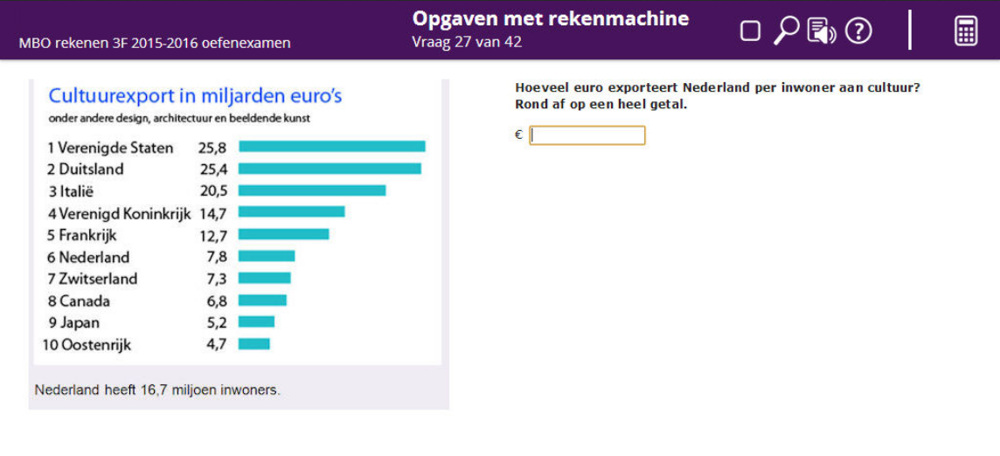 Opgaven met rekenmachine
MBO rekenen 3F 2015-2016 oefenexamen
Vraag 27 van 42
Cultuurexport in miljarden euro's
onder andere design, architectuur en beeldende kunst
1 Verenigde Staten 25,8
2 Duitsland 25,4
3 Italië 20,5
4 Verenigd Koninkrijk 14,7
5 Frankrijk 12,7
6 Nederland 7,8
7 Zwitserland 7,3
8 Canada 6,8
9 Japan 5,2
10 Oostenrijk 4,7
Nederland heeft 16,7 miljoen inwoners.
Hoeveel euro exporteert Nederland per inwoner aan cultuur?
Rond af op een heel getal.
€